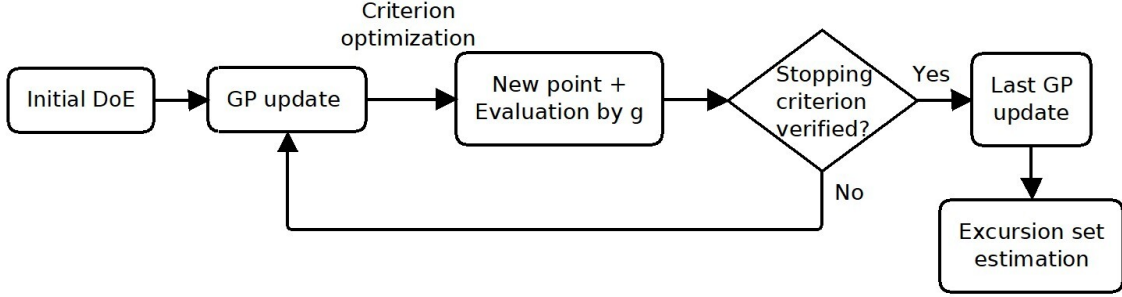 Initial DoE
GP update
Criterion
optimization
New point +
Evaluation by g
Stopping
criterion
verified?
Yes
No
Last GP
update
Excursion set
estimation